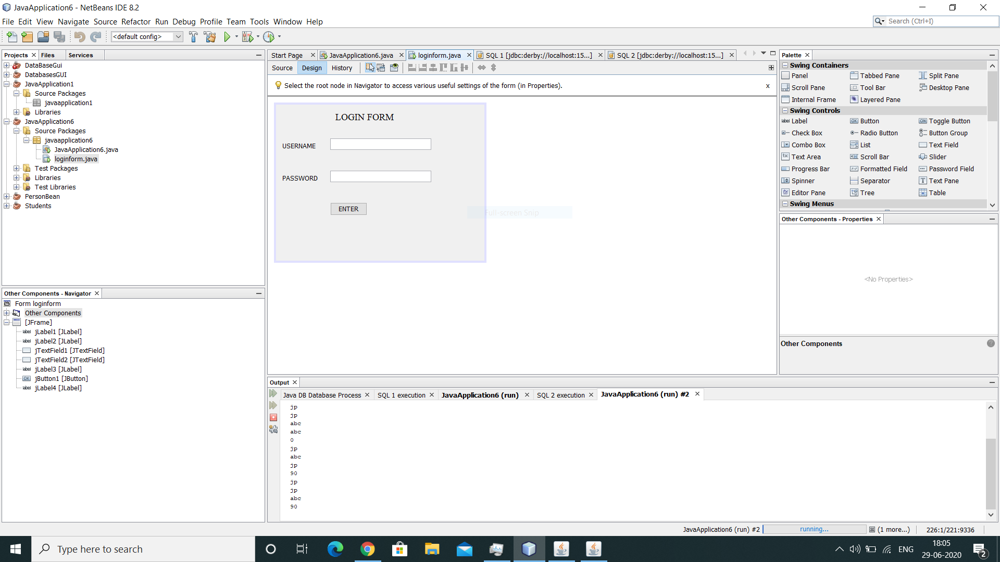 JavaApplication6 - NetBeans IDE 8.2
File Edit View Navigate Source Refactor Run Debug Profile Team Tools Window Help
Search (Ctrl+I)
<default config>
Projects Files Services
DataBaseGui
DatabasesGUI
JavaApplication1
Source Packages
javaapplication1
Libraries
JavaApplication6
Source Packages
javaapplication6
JavaApplication6.java
loginform.java
Test Packages
Libraries
Test Libraries
PersonBean
Students
Other Components - Navigator
Form loginform
Other Components
[JFrame]
label jLabel1 [JLabel]
label jLabel2 [JLabel]
jTextField1 [JTextField]
jTextField2 [JTextField]
label jLabel3 [JLabel]
OK jButton1 [JButton]
label jLabel4 [JLabel]
Start Page JavaApplication6.java loginform.java SQL 1 [jdbc:derby://localhost:15...] SQL 2 [jdbc:derby://localhost:15...]
Source Design History
Select the root node in Navigator to access various useful settings of the form (in Properties). x
LOGIN FORM
USERNAME
PASSWORD
ENTER
Full-screen Snip
Palette
Swing Containers
Panel Tabbed Pane Split Pane
Scroll Pane Tool Bar Desktop Pane
Internal Frame Layered Pane
Swing Controls
label Label OK Button ON Toggle Button
Check Box Radio Button Button Group
Combo Box List Text Field
Text Area Scroll Bar Slider
Progress Bar Formatted Field Password Field
Spinner Separator T Text Pane
Editor Pane Tree Table
Swing Menus
Other Components - Properties
<No Properties>
Other Components
Output
Java DB Database Process SQL 1 execution JavaApplication6 (run) SQL 2 execution JavaApplication6 (run) #2
jp
jp
abc
abc
0
jp
abc
jp
90
jp
jp
abc
90
JavaApplication6 (run) #2 running... (1 more...) 226:1/221:9336
Type here to search
ENG
18:05
29-06-2020
2